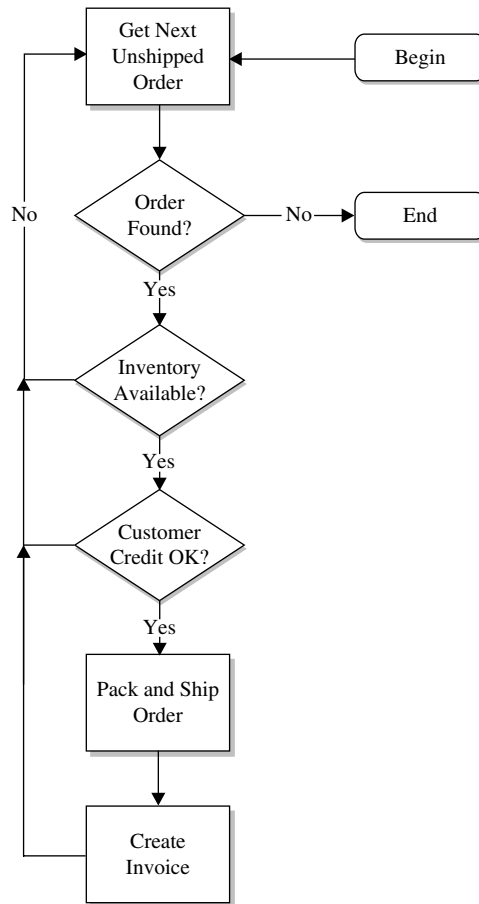 Get Next
Unshipped
Order
Begin
Order
Found?
No
End
No
Yes
Inventory
Available?
Yes
Customer
Credit OK?
Yes
Pack and Ship
Order
Create
Invoice